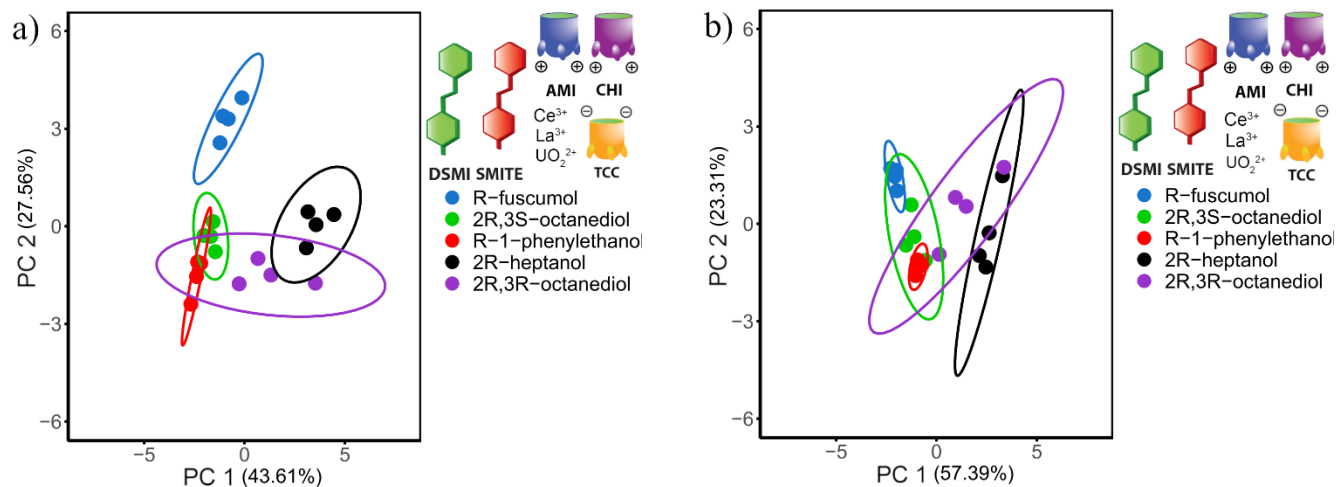 a)
PC 2 (27.56%)
6
3
0
−3
−6
−5
0
5
PC 1 (43.61%)
DSMI SMITE
AMI
CHI
Ce³⁺
La³⁺
UO₂²⁺
TCC
R−fuscumol
2R,3S−octanediol
R−1−phenylethanol
2R−heptanol
2R,3R−octanediol
b)
PC 2 (23.31%)
6
3
0
−3
−6
−5
0
5
PC 1 (57.39%)
DSMI SMITE
AMI
CHI
Ce³⁺
La³⁺
UO₂²⁺
TCC
R−fuscumol
2R,3S−octanediol
R−1−phenylethanol
2R−heptanol
2R,3R−octanediol